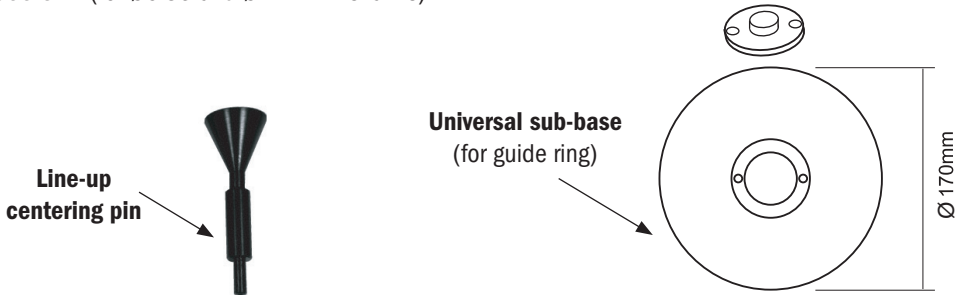 Line-up
centering pin
Universal sub-base
(for guide ring)
Ø 170mm